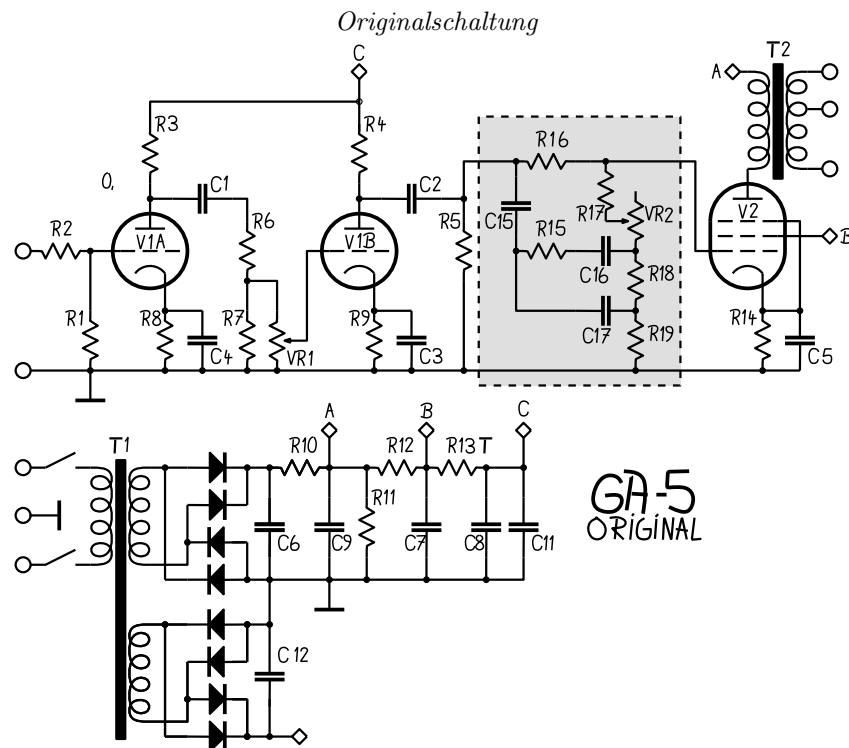 Originalschaltung
C
T2
A
R3
R4
R16
0,
C1
C2
V2
R17
VR2
C15
R2
V1A
R6
V1B
R5
R15
B
C16
R18
R1
R8
R7
R9
C17
R14
C4
VR1
C3
R19
C5
A
B
C
T1
R10
R12
R13
T
R11
GA-5
ORIGINAL
C6
C9
C7
C8
C11
C12